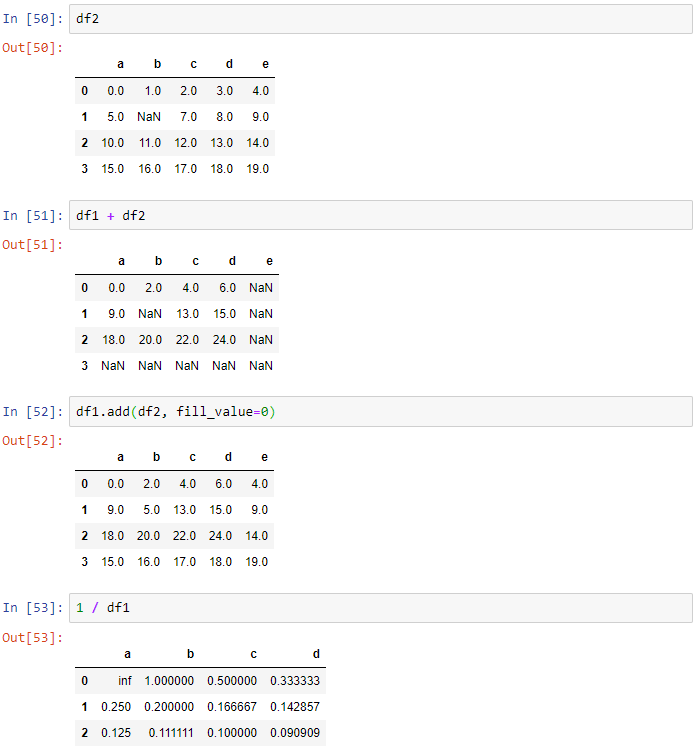 In [50]: df2
Out[50]:
a b c d e
0 0.0 1.0 2.0 3.0 4.0
1 5.0 NaN 7.0 8.0 9.0
2 10.0 11.0 12.0 13.0 14.0
3 15.0 16.0 17.0 18.0 19.0
In [51]: df1 + df2
Out[51]:
a b c d e
0 0.0 2.0 4.0 6.0 NaN
1 9.0 NaN 13.0 15.0 NaN
2 18.0 20.0 22.0 24.0 NaN
3 NaN NaN NaN NaN NaN
In [52]: df1.add(df2, fill_value=0)
Out[52]:
a b c d e
0 0.0 2.0 4.0 6.0 4.0
1 9.0 5.0 13.0 15.0 9.0
2 18.0 20.0 22.0 24.0 14.0
3 15.0 16.0 17.0 18.0 19.0
In [53]: 1 / df1
Out[53]:
a b c d
0 inf 1.000000 0.500000 0.333333
1 0.250 0.200000 0.166667 0.142857
2 0.125 0.111111 0.100000 0.090909